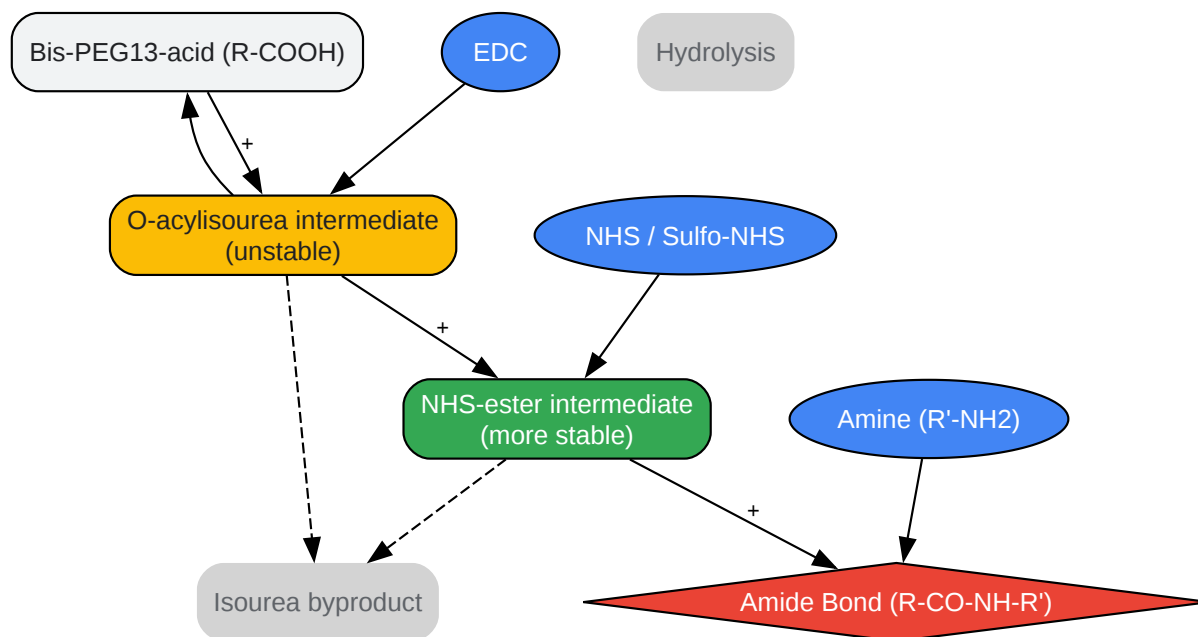 Bis-PEG13-acid (R-COOH)
EDC
Hydrolysis
+
O-acylisourea intermediate
(unstable)
NHS / Sulfo-NHS
+
NHS-ester intermediate
(more stable)
Amine (R'-NH2)
+
Isourea byproduct
Amide Bond (R-CO-NH-R')